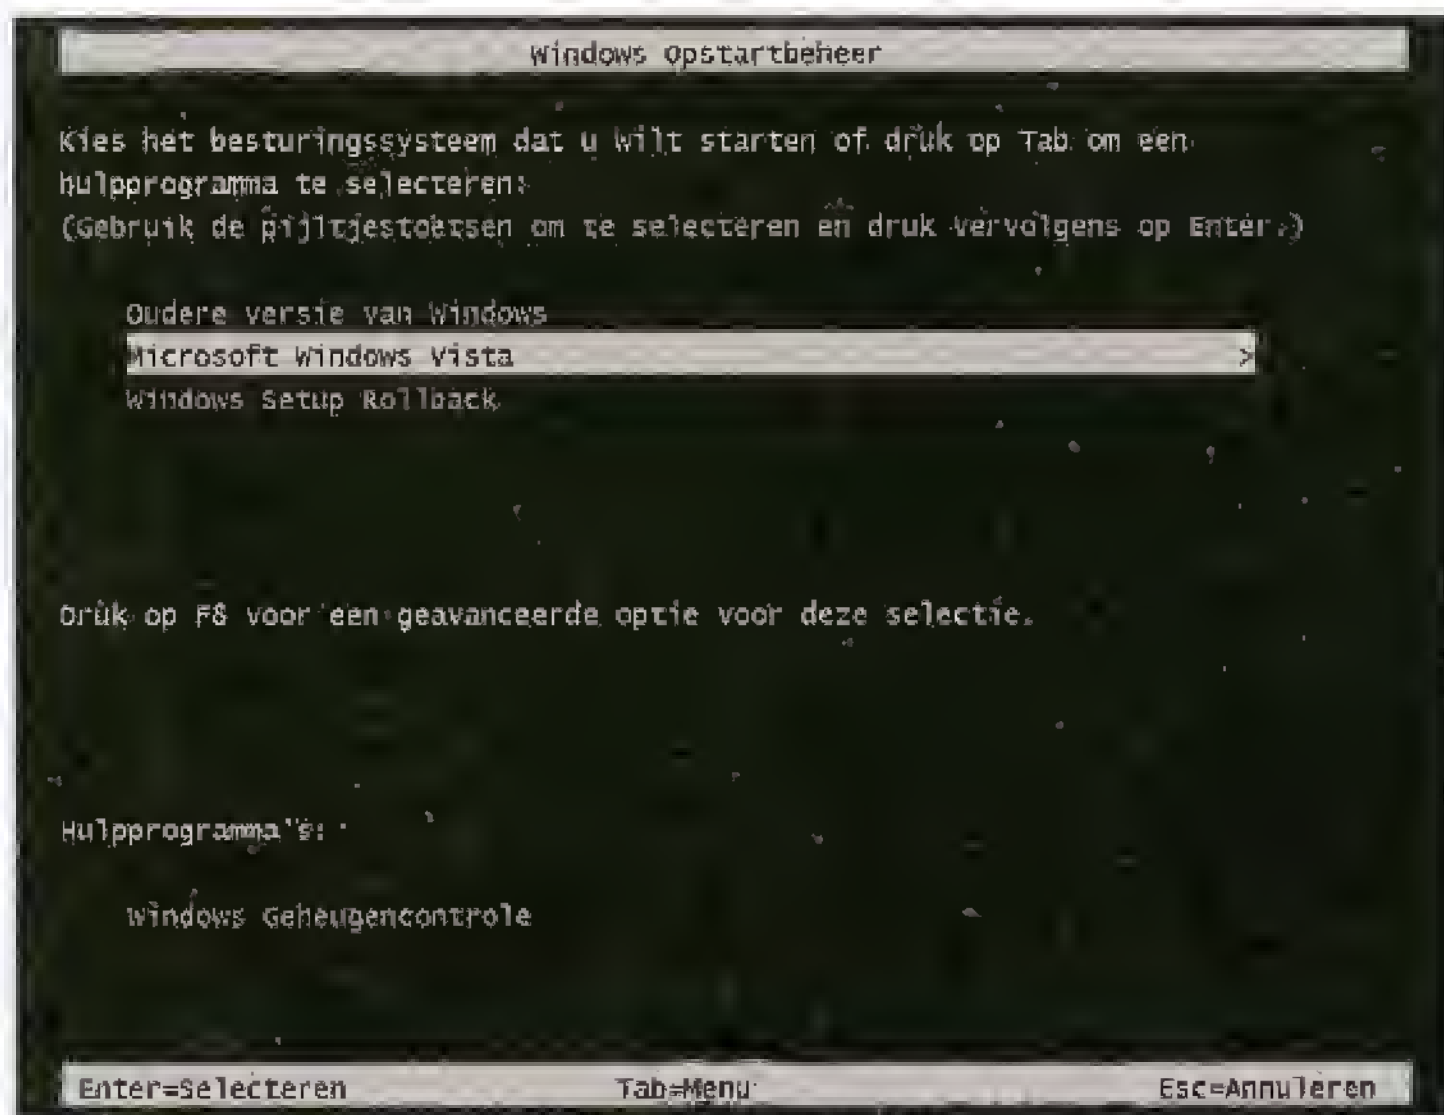 Windows Opstartbeheer
Kies het besturingssysteem dat u wilt starten of druk op Tab om een
hulpprogramma te selecteren:
(Gebruik de pijltjestoetsen om te selecteren en druk vervolgens op Enter.)
Oudere versie van Windows
Microsoft Windows Vista >
Windows Setup Rollback
Druk op F8 voor een geavanceerde optie voor deze selectie.
Hulpprogramma's:
Windows Geheugencontrole
Enter=Selecteren Tab=Menu Esc=Annuleren